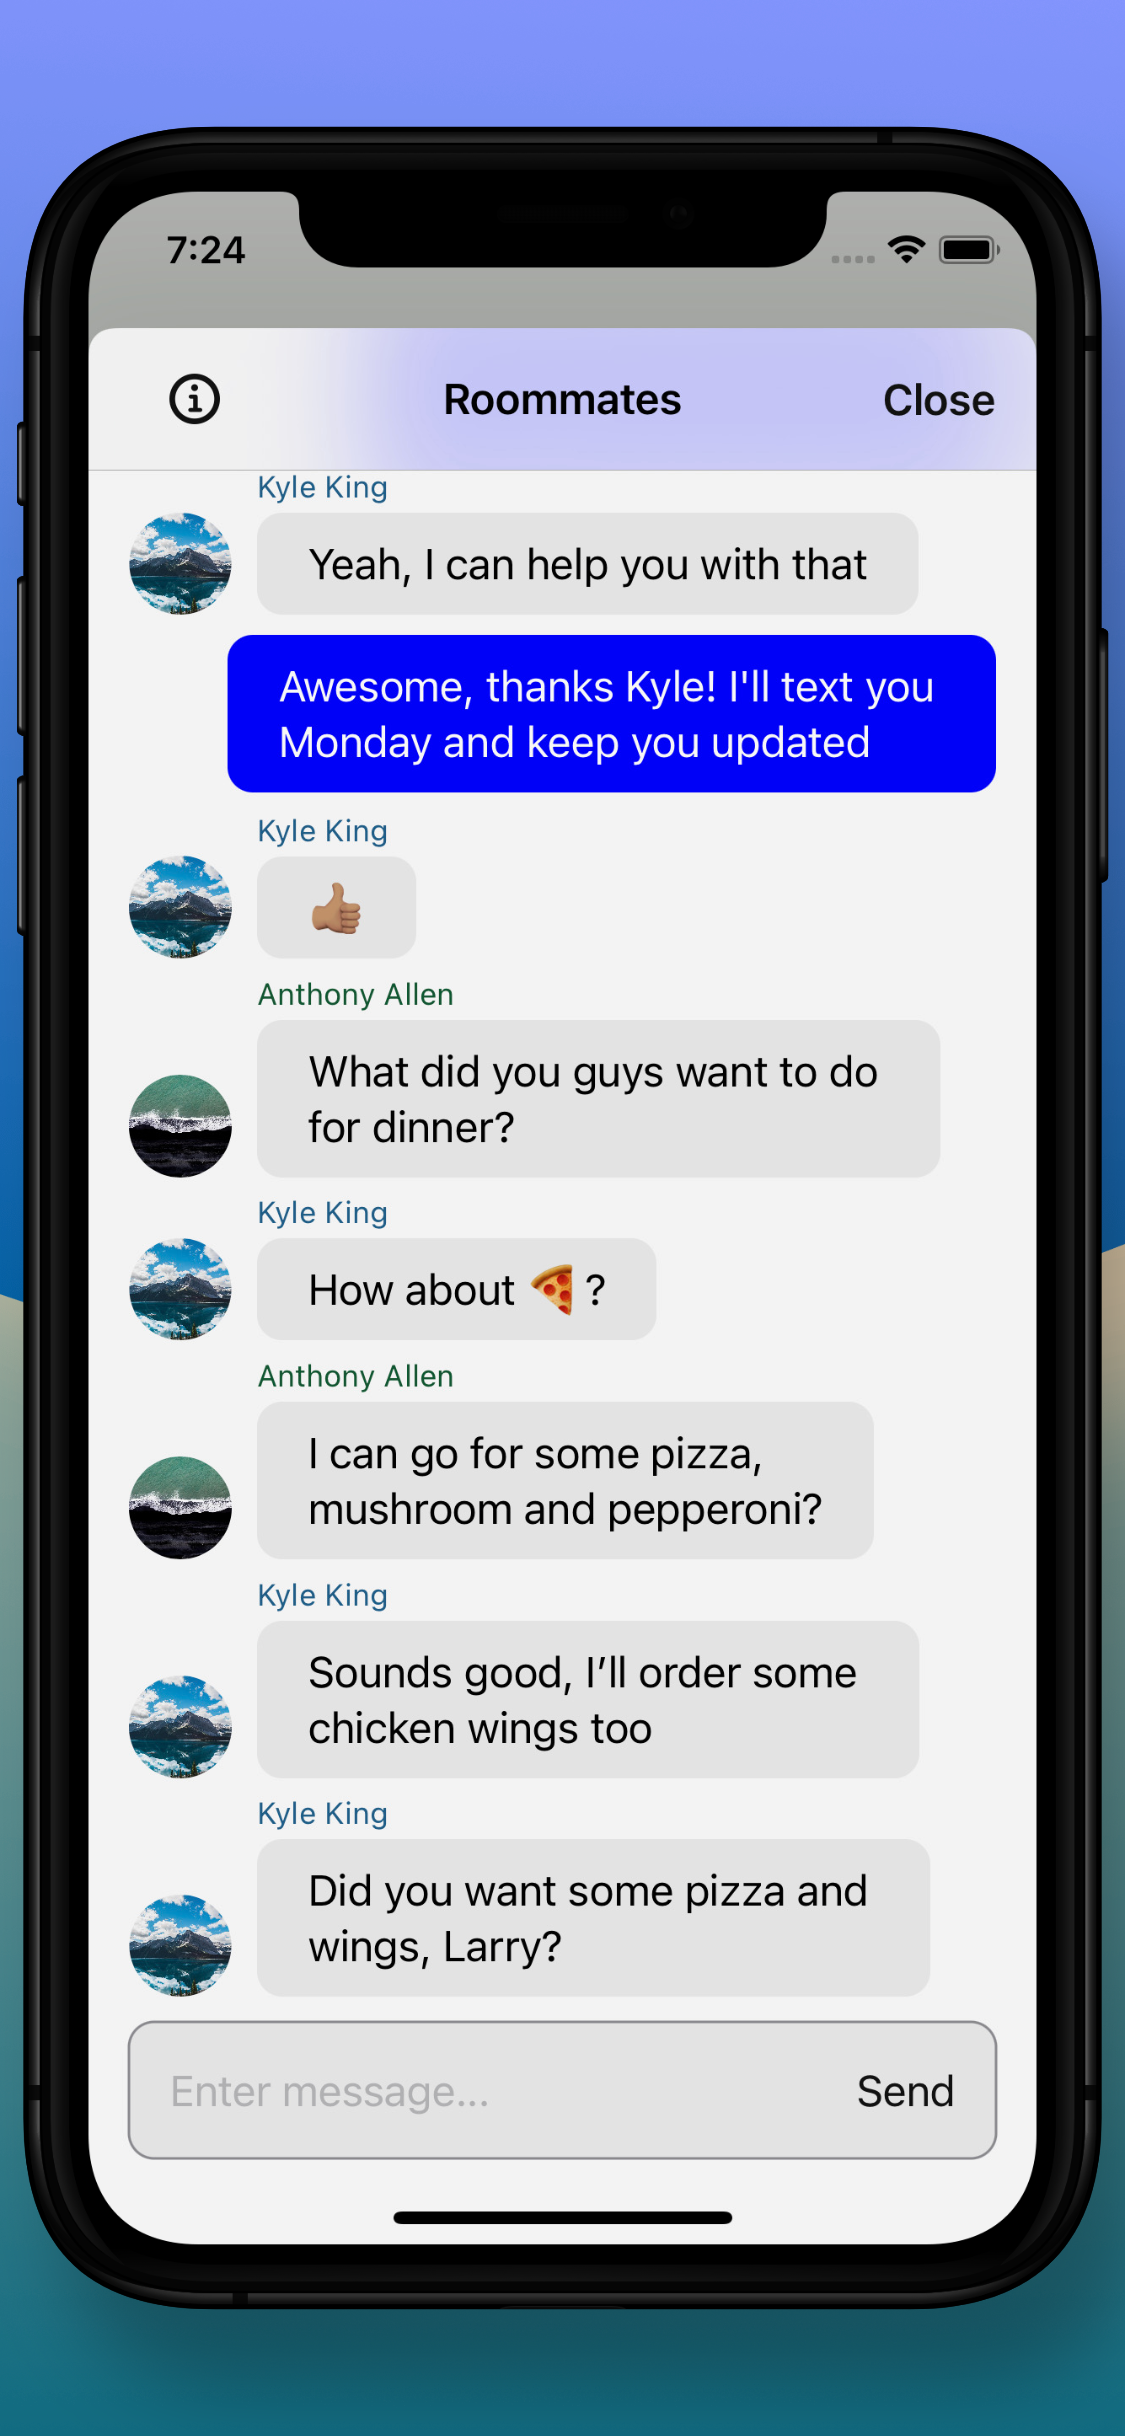 7:24
Roommates
Close
Kyle King
Yeah, I can help you with that
Awesome, thanks Kyle! I'll text you
Monday and keep you updated
Kyle King
👍🏽
Anthony Allen
What did you guys want to do
for dinner?
Kyle King
How about 🍕?
Anthony Allen
I can go for some pizza,
mushroom and pepperoni?
Kyle King
Sounds good, I’ll order some
chicken wings too
Kyle King
Did you want some pizza and
wings, Larry?
Enter message...
Send